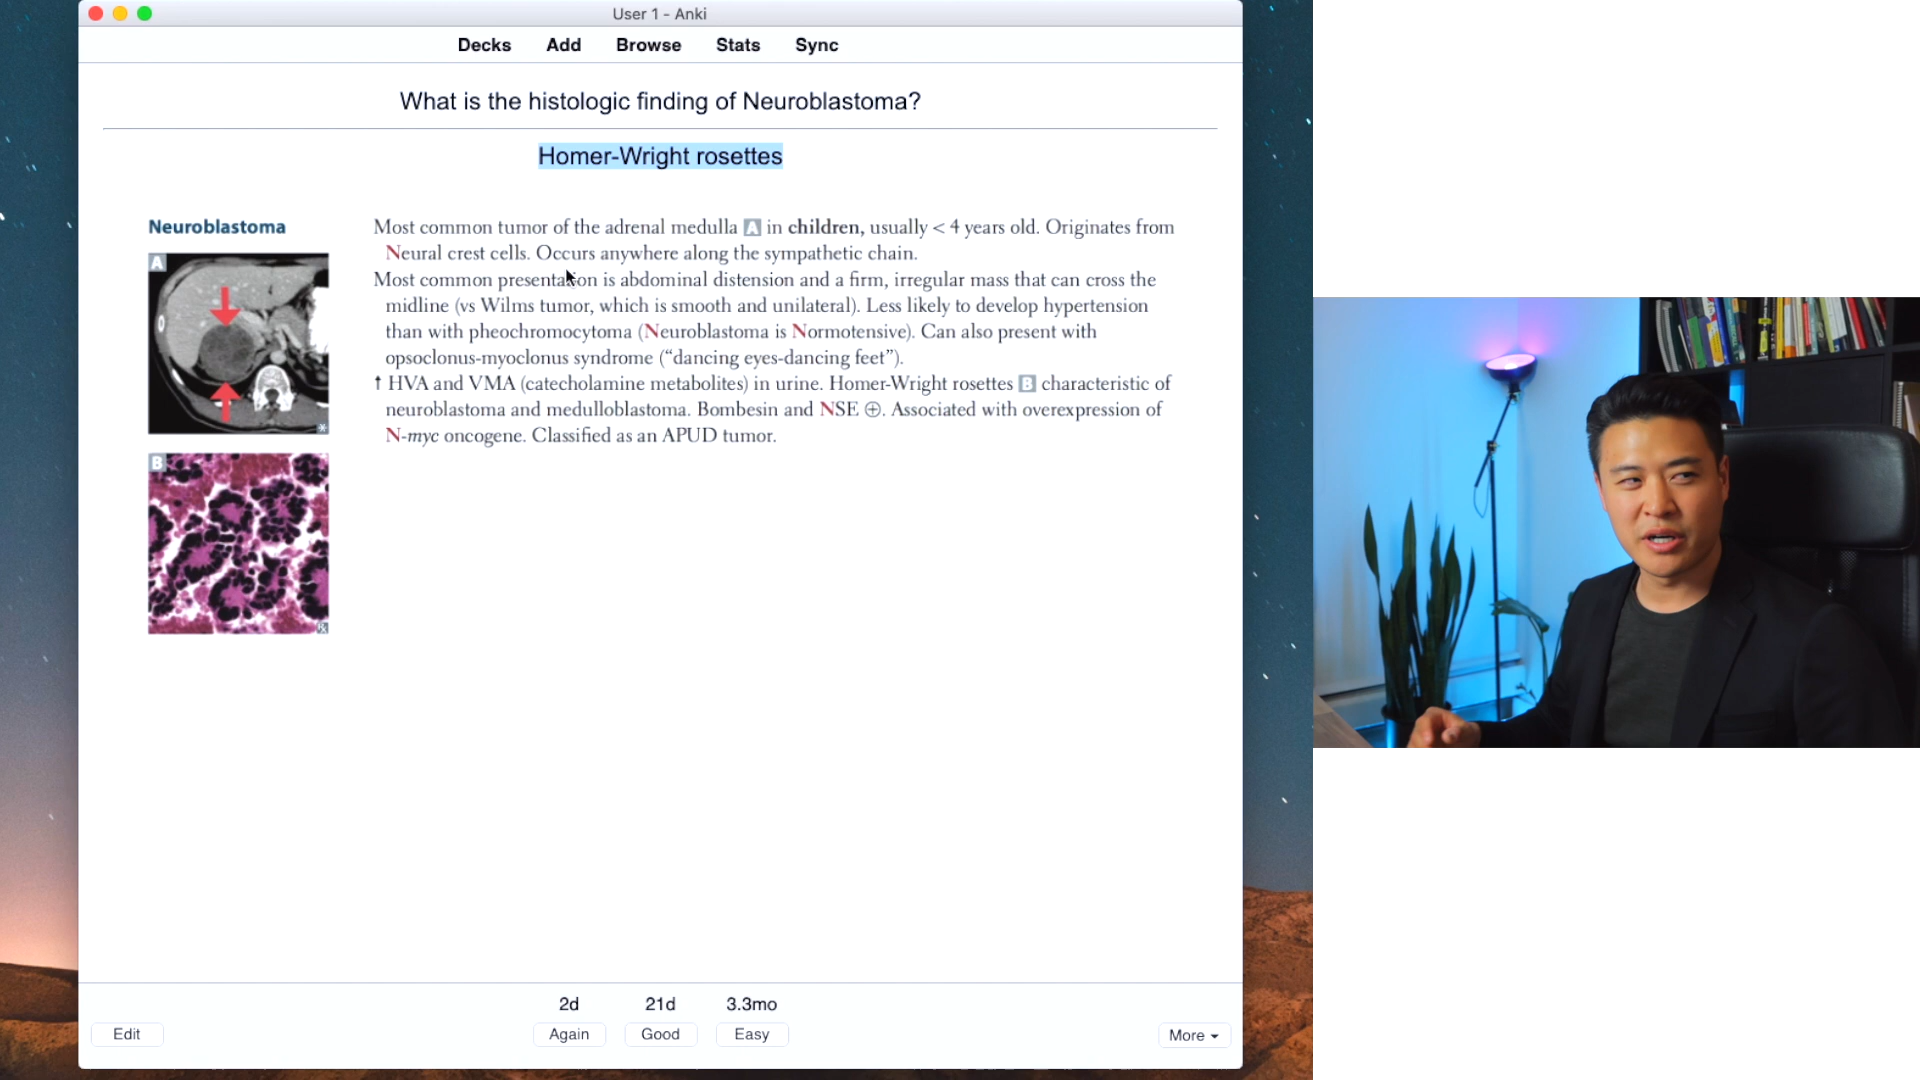 User 1 - Anki
Decks Add Browse Stats Sync
What is the histologic finding of Neuroblastoma?
Homer-Wright rosettes
Neuroblastoma
A
B
Most common tumor of the adrenal medulla A in children, usually < 4 years old. Originates from
Neural crest cells. Occurs anywhere along the sympathetic chain.
Most common presentation is abdominal distension and a firm, irregular mass that can cross the
midline (vs Wilms tumor, which is smooth and unilateral). Less likely to develop hypertension
than with pheochromocytoma (Neuroblastoma is Normotensive). Can also present with
opsoclonus-myoclonus syndrome (“dancing eyes-dancing feet”).
↑ HVA and VMA (catecholamine metabolites) in urine. Homer-Wright rosettes B characteristic of
neuroblastoma and medulloblastoma. Bombesin and NSE ⊕. Associated with overexpression of
N-myc oncogene. Classified as an APUD tumor.
2d 21d 3.3mo
Edit Again Good Easy More